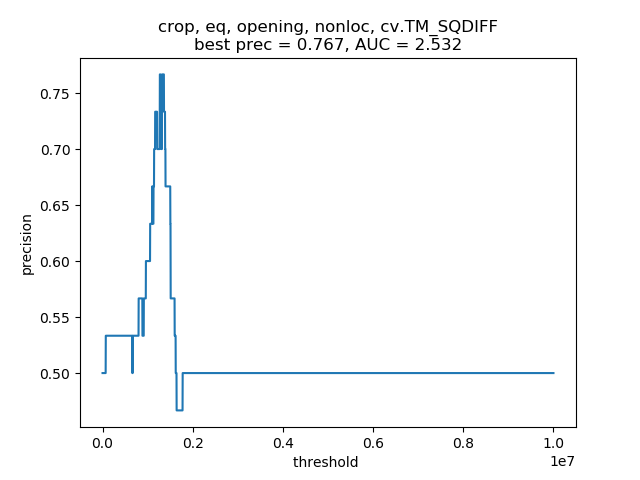 crop, eq, opening, nonloc, cv.TM_SQDIFF
best prec = 0.767, AUC = 2.532
precision
0.75
0.70
0.65
0.60
0.55
0.50
0.0
0.2
0.4
0.6
0.8
1.0
1e7
threshold